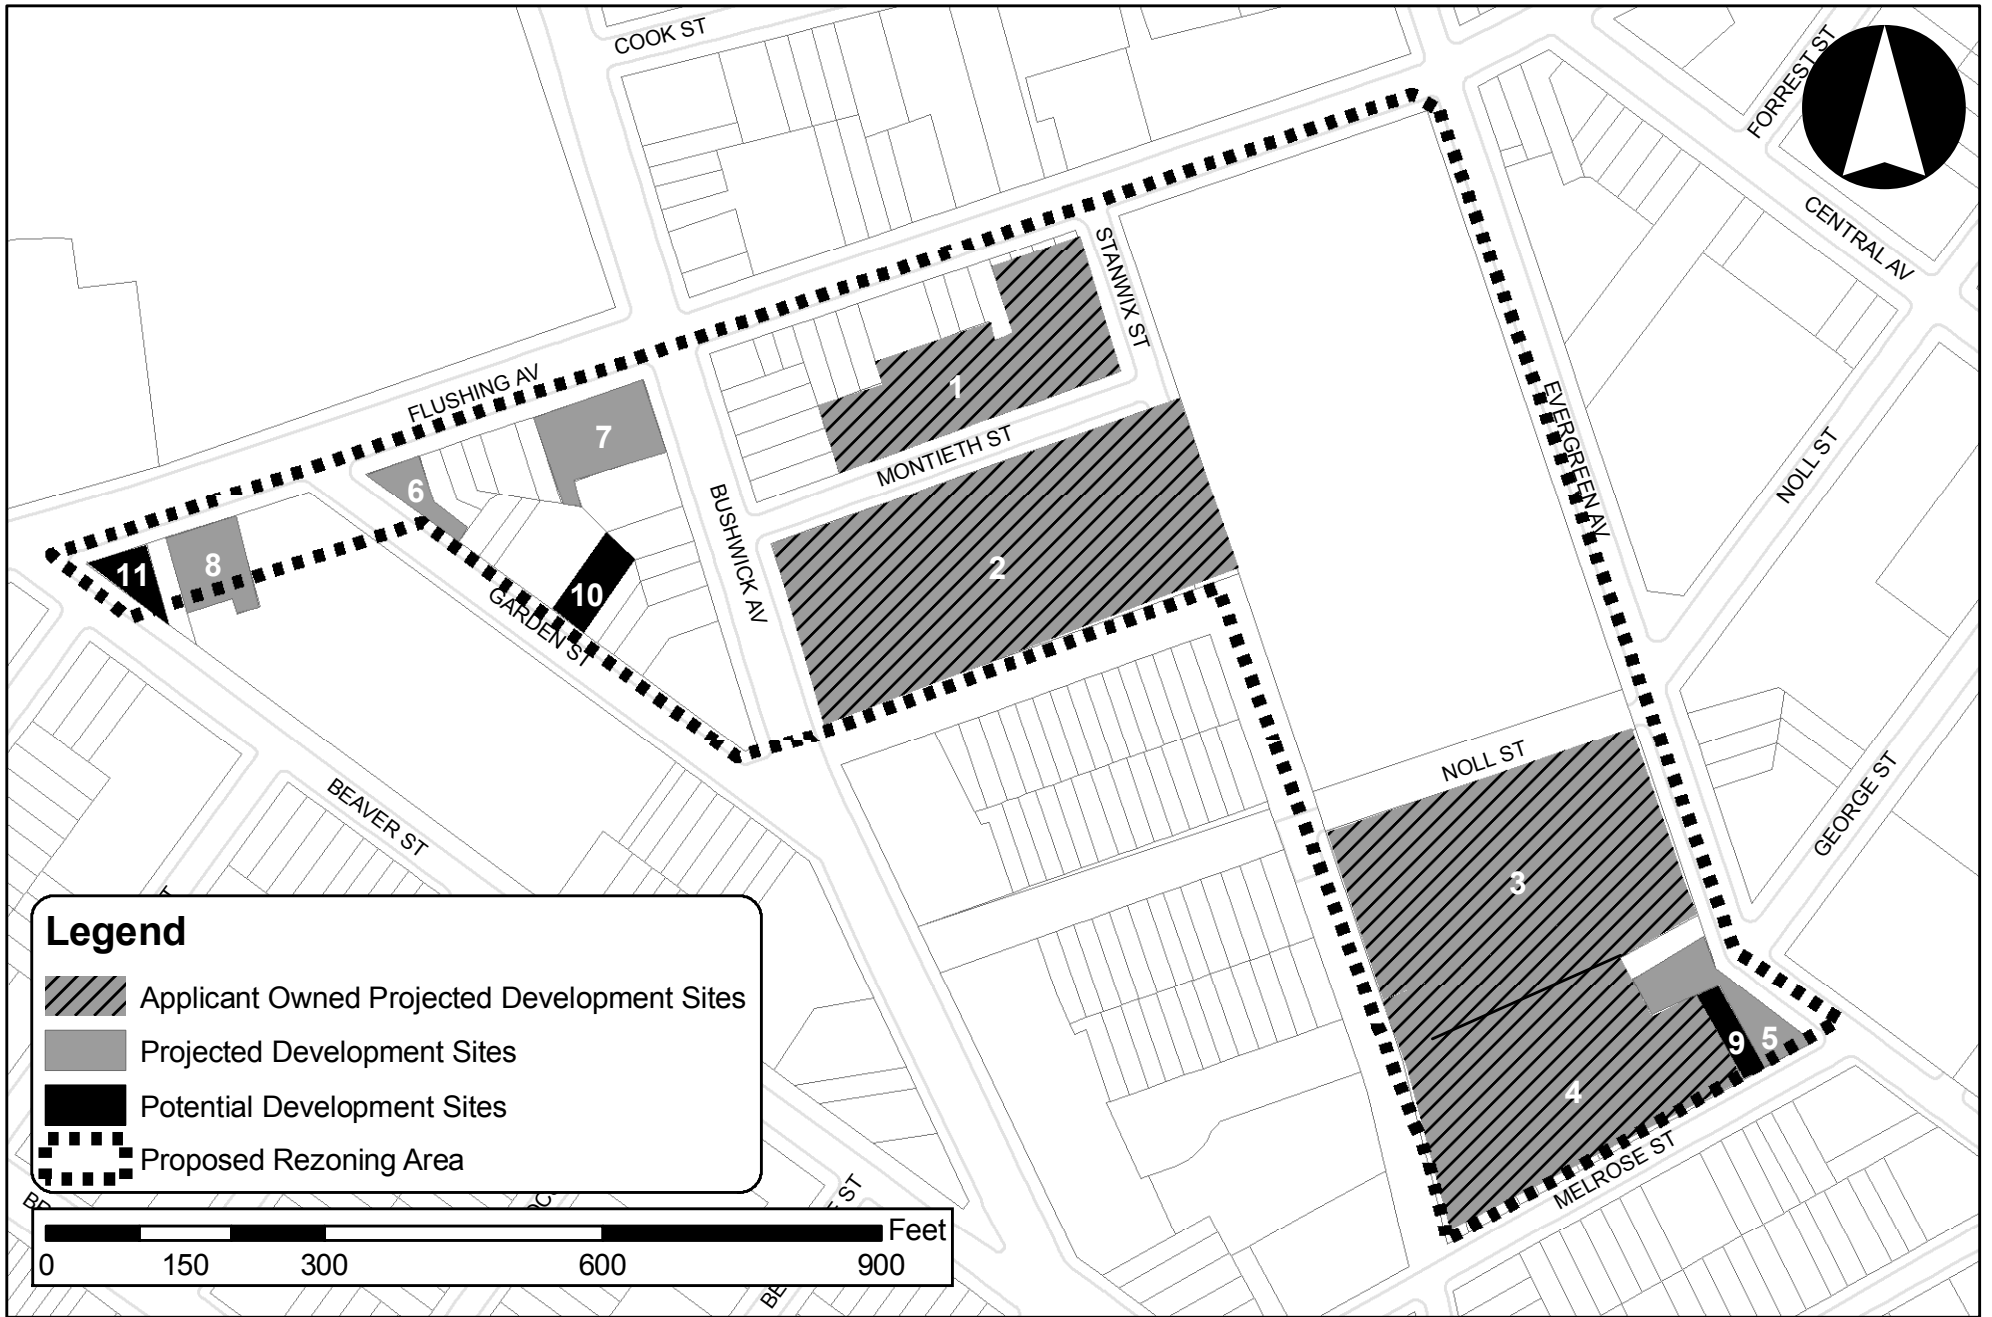 COOK ST
FORREST ST
CENTRAL AV
STANWIX ST
FLUSHING AV
1
7
MONTIETH ST
EVERGREEN AV
NOLL ST
6
BUSHWICK AV
2
8
11
10
GARDEN ST
NOLL ST
BEAVER ST
GEORGE ST
3
5
9
4
MELROSE ST
Legend
Applicant Owned Projected Development Sites
Projected Development Sites
Potential Development Sites
Proposed Rezoning Area
ST
Feet
0 150 300 600 900